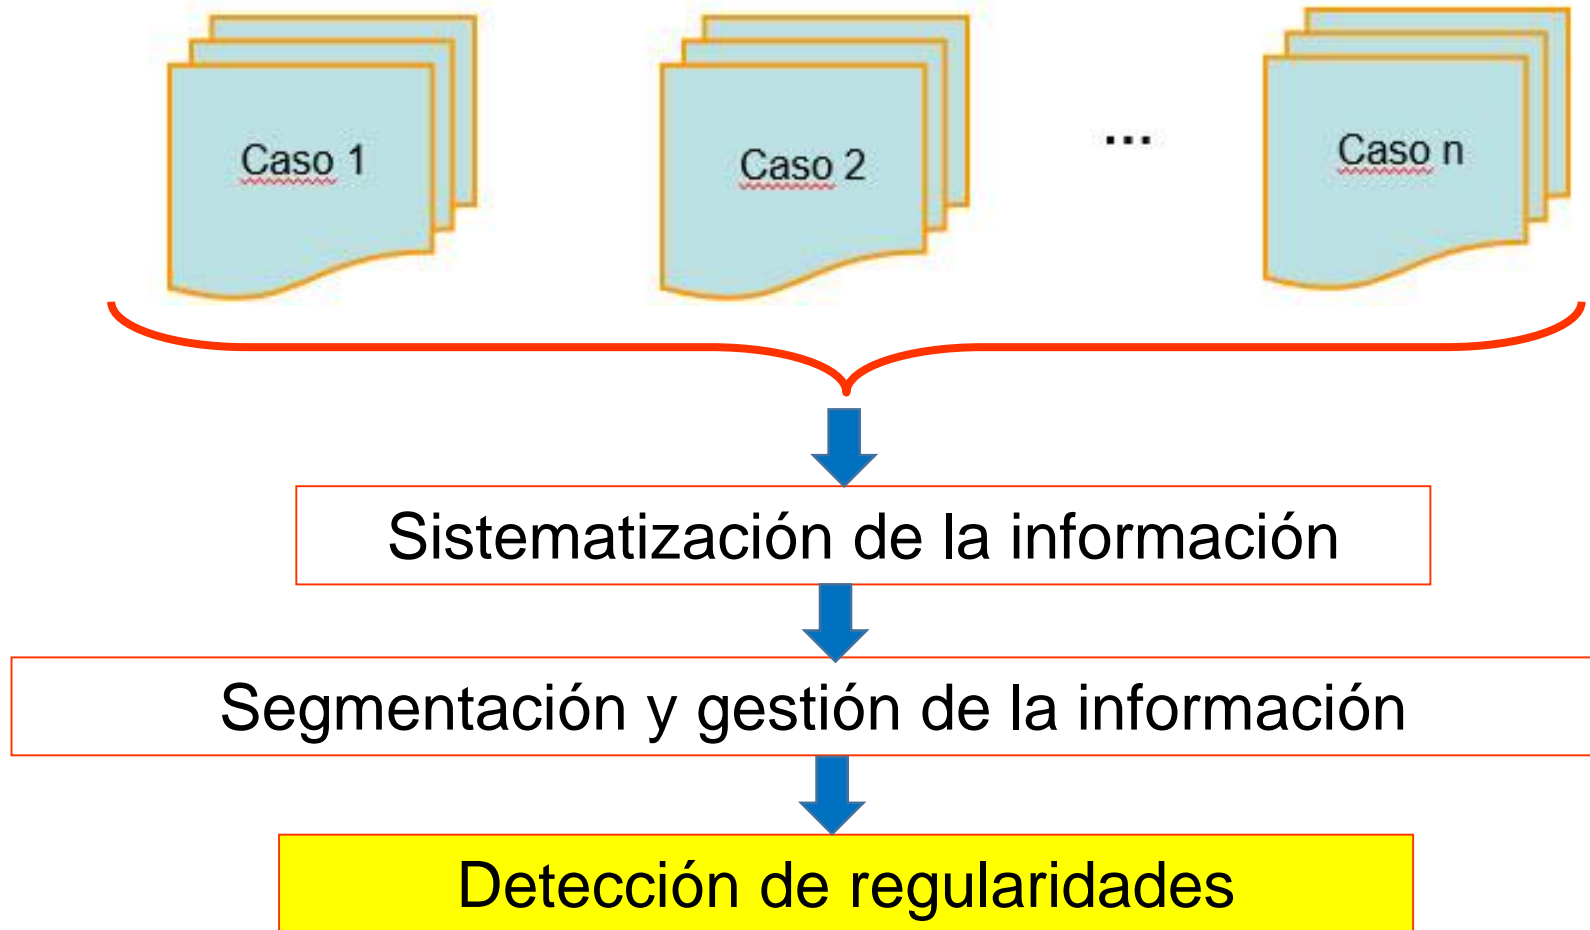 Caso 1
Caso 2
...
Caso n
Sistematización de la información
Segmentación y gestión de la información
Detección de regularidades